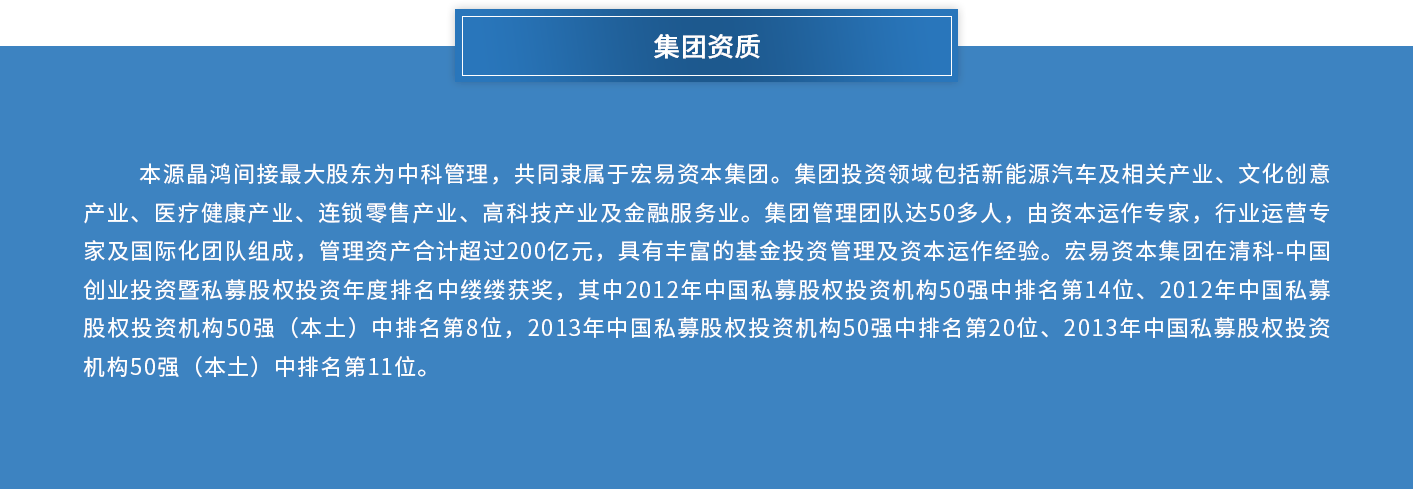 集团资质
本源晶鸿间接最大股东为中科管理，共同隶属于宏易资本集团。集团投资领域包括新能源汽车及相关产业、文化创意
产业、医疗健康产业、连锁零售产业、高科技产业及金融服务业。集团管理团队达50多人，由资本运作专家，行业运营专
家及国际化团队组成，管理资产合计超过200亿元，具有丰富的基金投资管理及资本运作经验。宏易资本集团在清科-中国
创业投资暨私募股权投资年度排名中缕缕获奖，其中2012年中国私募股权投资机构50强中排名第14位、2012年中国私募
股权投资机构50强（本土）中排名第8位，2013年中国私募股权投资机构50强中排名第20位、2013年中国私募股权投资
机构50强（本土）中排名第11位。